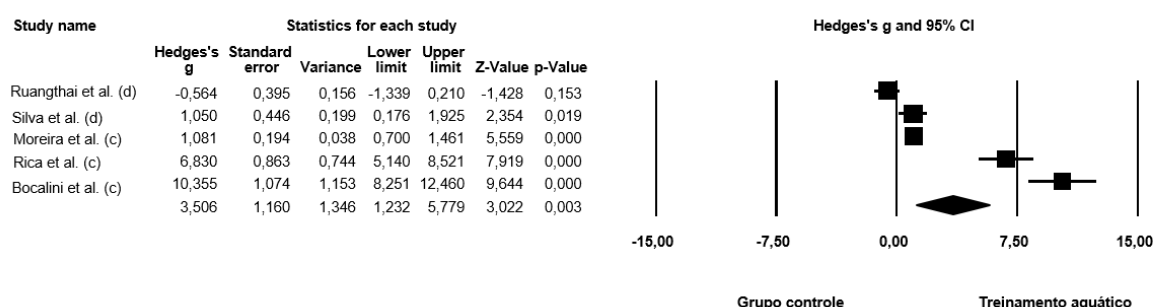 Study name Statistics for each study Hedges's g and 95% CI
Hedges's g Standard error Variance Lower limit Upper limit Z-Value p-Value
Ruangthai et al. (d) -0,564 0,395 0,156 -1,339 0,210 -1,428 0,153
Silva et al. (d) 1,050 0,446 0,199 0,176 1,925 2,354 0,019
Moreira et al. (c) 1,081 0,194 0,038 0,700 1,461 5,559 0,000
Rica et al. (c) 6,830 0,863 0,744 5,140 8,521 7,919 0,000
Bocalini et al. (c) 10,355 1,074 1,153 8,251 12,460 9,644 0,000
3,506 1,160 1,346 1,232 5,779 3,022 0,003
-15,00 -7,50 0,00 7,50 15,00
Grupo controle Treinamento aquático